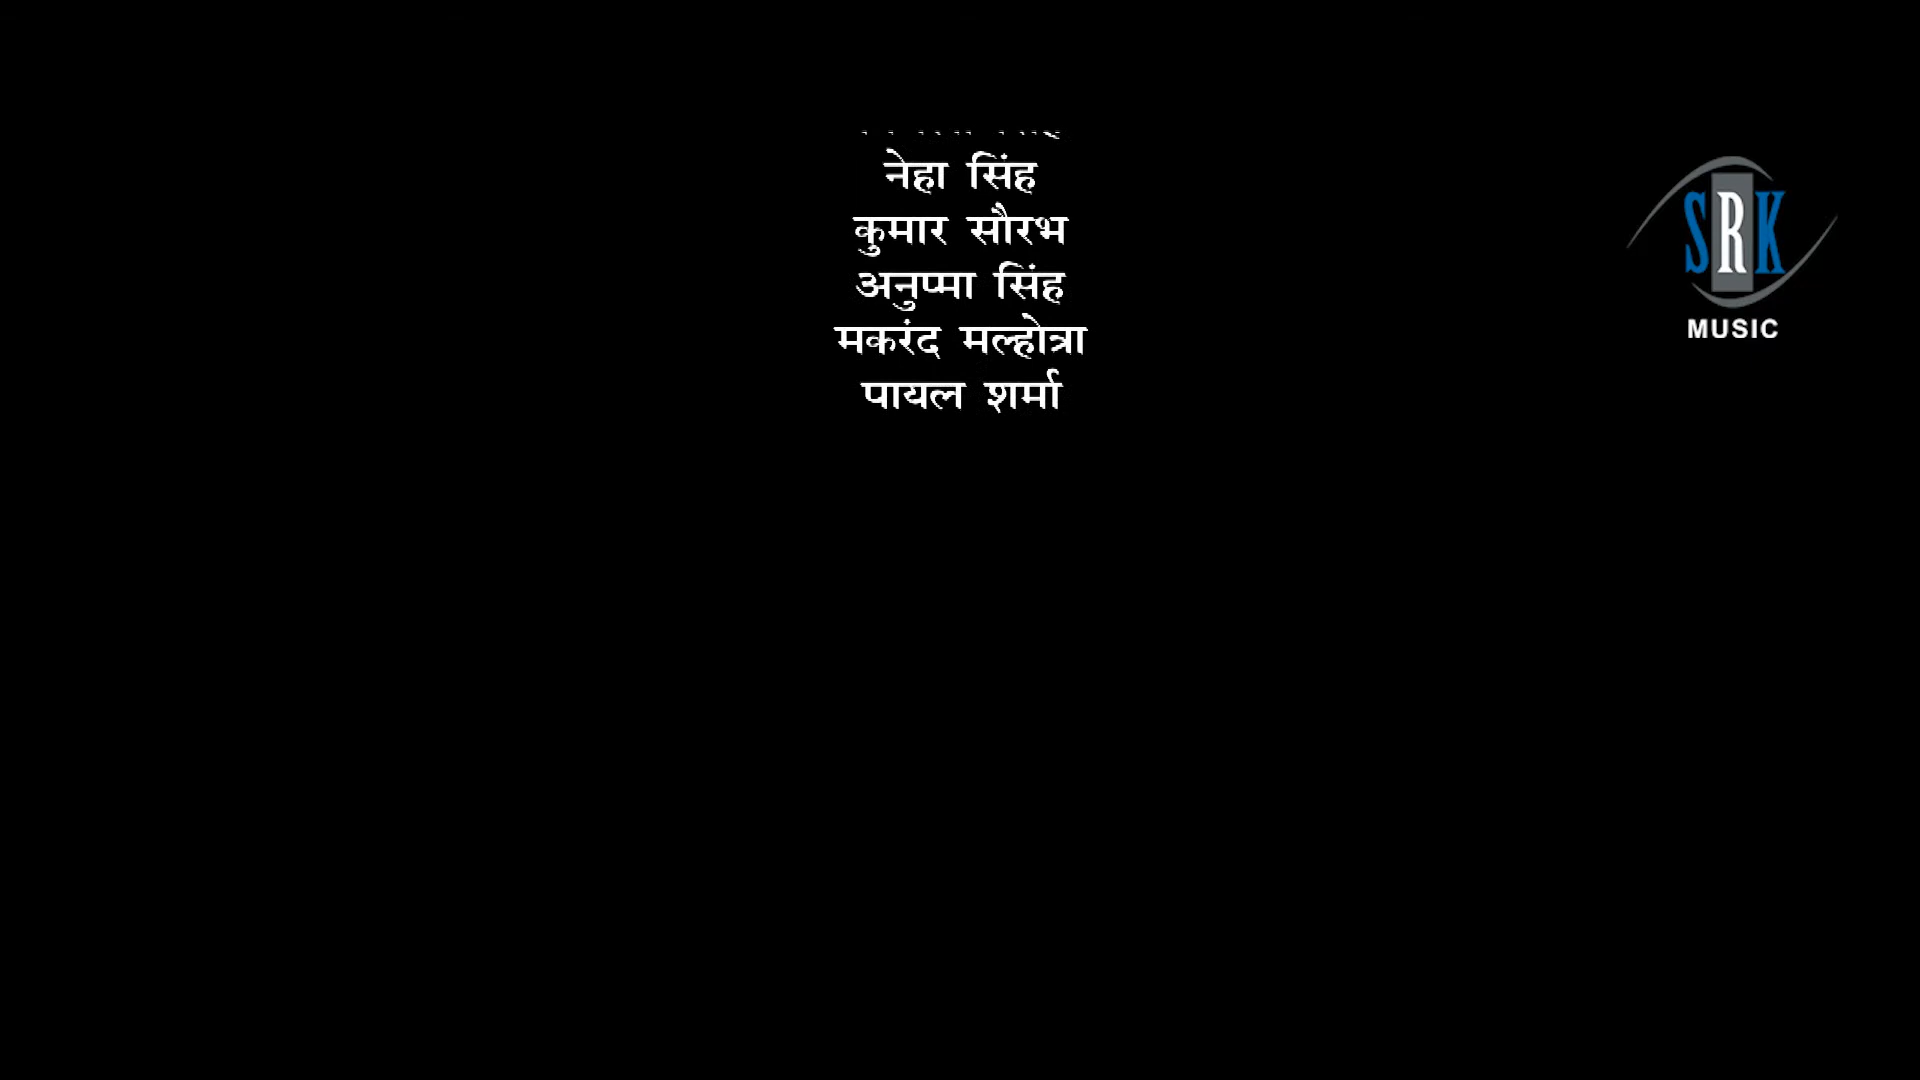 नेहा सिंह
कुमार सौरभ
अनुप्मा सिंह
मकरंद मल्होत्रा
पायल शर्मा
SRK
MUSIC